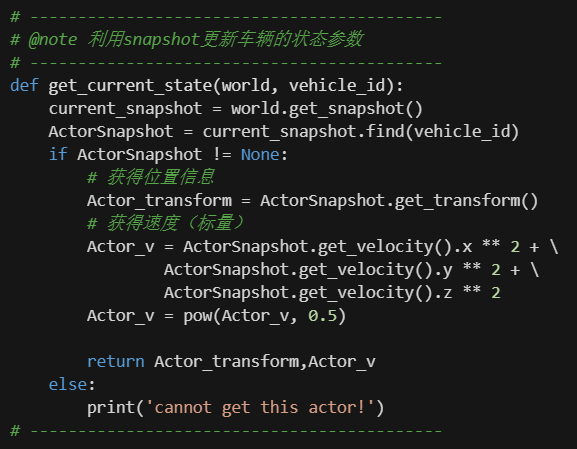 # -------------------------------------------
# @note 利用snapshot更新车辆的状态参数
# -------------------------------------------
def get_current_state(world, vehicle_id):
    current_snapshot = world.get_snapshot()
    ActorSnapshot = current_snapshot.find(vehicle_id)
    if ActorSnapshot != None:
        # 获得位置信息
        Actor_transform = ActorSnapshot.get_transform()
        # 获得速度（标量）
        Actor_v = ActorSnapshot.get_velocity().x ** 2 + \
                ActorSnapshot.get_velocity().y ** 2 + \
                ActorSnapshot.get_velocity().z ** 2
        Actor_v = pow(Actor_v, 0.5)

        return Actor_transform,Actor_v
    else:
        print('cannot get this actor!')
# -------------------------------------------